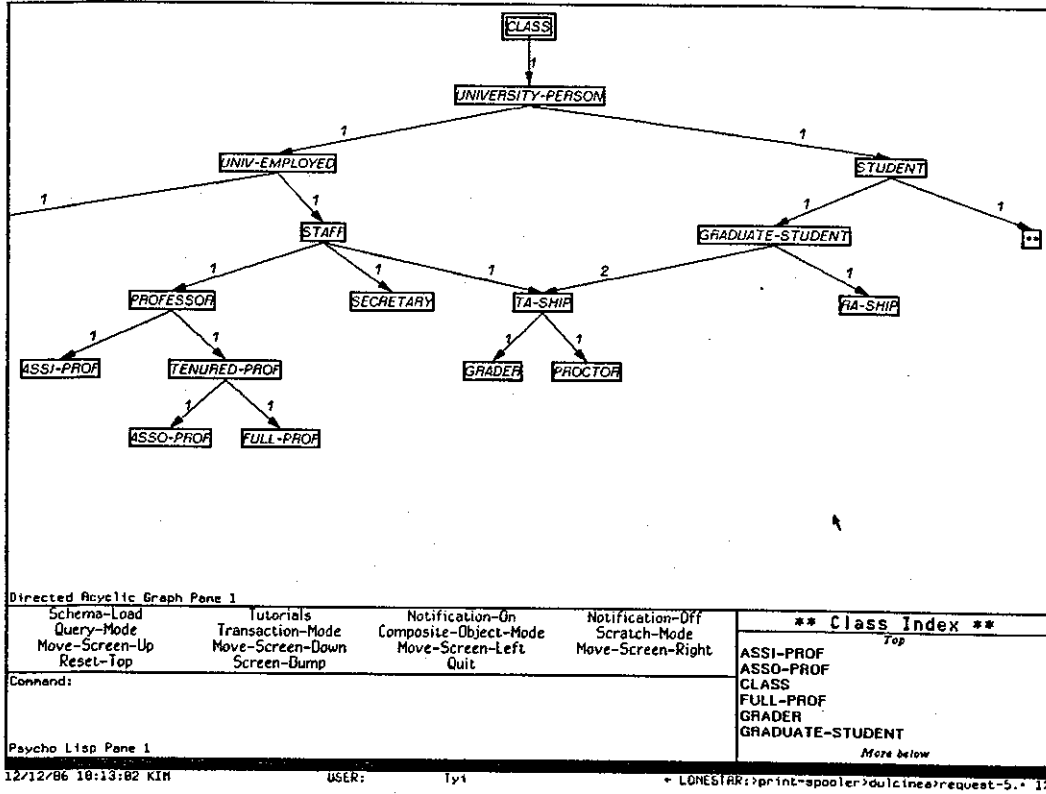 CLASS
1
UNIVERSITY-PERSON
1 1
UNIV-EMPLOYED STUDENT
1 1 1 1
STAFF GRADUATE-STUDENT **
1 1 1 2 1
PROFESSOR SECRETARY TA-SHIP RA-SHIP
1 1 1 1
ASSI-PROF TENURED-PROF GRADER PROCTOR
1 1
ASSO-PROF FULL-PROF
Directed Acyclic Graph Pane 1
Schema-Load Tutorials Notification-On Notification-Off
Query-Mode Transaction-Mode Composite-Object-Mode Scratch-Mode
Move-Screen-Up Move-Screen-Down Move-Screen-Left Move-Screen-Right
Reset-Top Screen-Dump Quit
Command:
Psycho Lisp Pane 1
** Class Index **
Top
ASSI-PROF
ASSO-PROF
CLASS
FULL-PROF
GRADER
GRADUATE-STUDENT
More below
12/12/86 10:13:02 KIM USER: Tyi ← LONESTAR:>print-spooler>dulcinea>request-5.